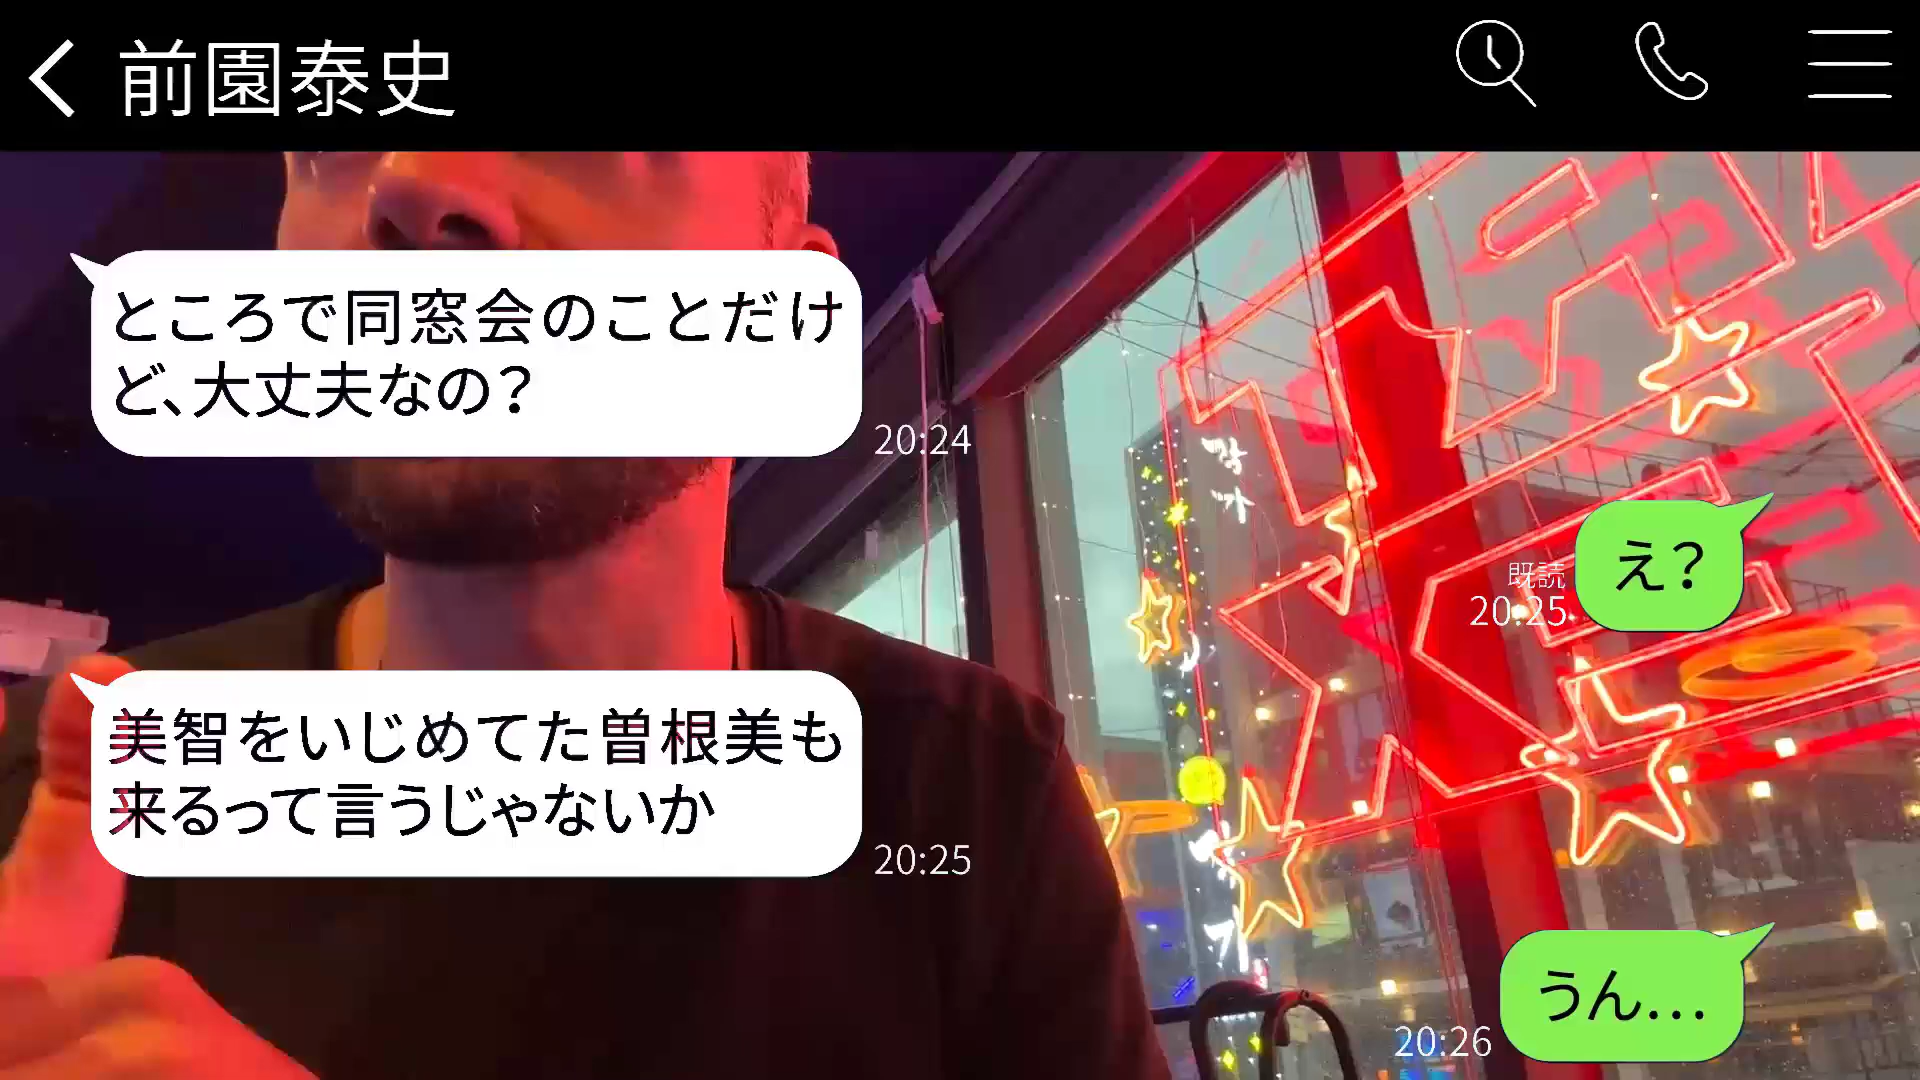 前園泰史
ところで同窓会のことだけ
ど、大丈夫なの？
20:24
え？
既読
20:25
美智をいじめてた曽根美も
来るって言うじゃないか
20:25
うん…
20:26